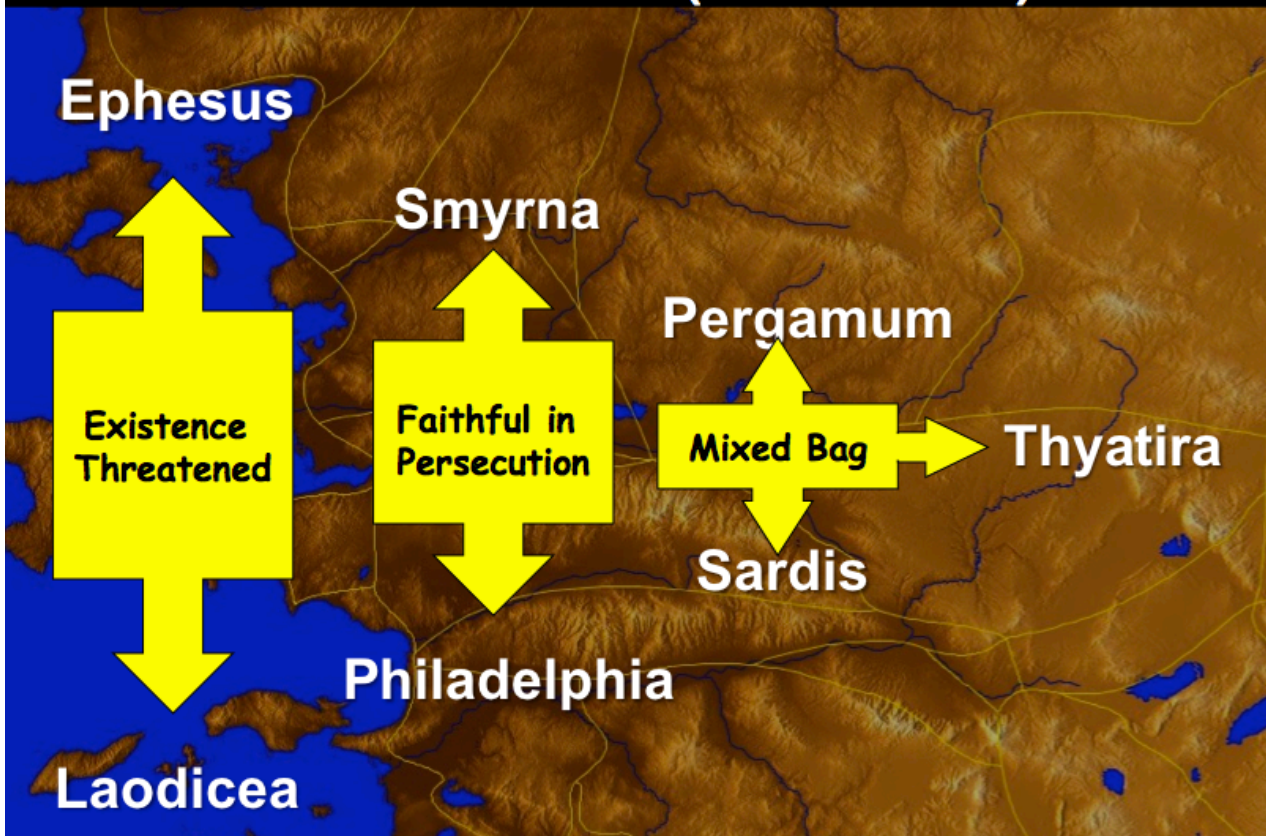 Ephesus
Smyrna
Pergamum
Existence
Threatened
Faithful in
Persecution
Mixed Bag
Thyatira
Sardis
Philadelphia
Laodicea